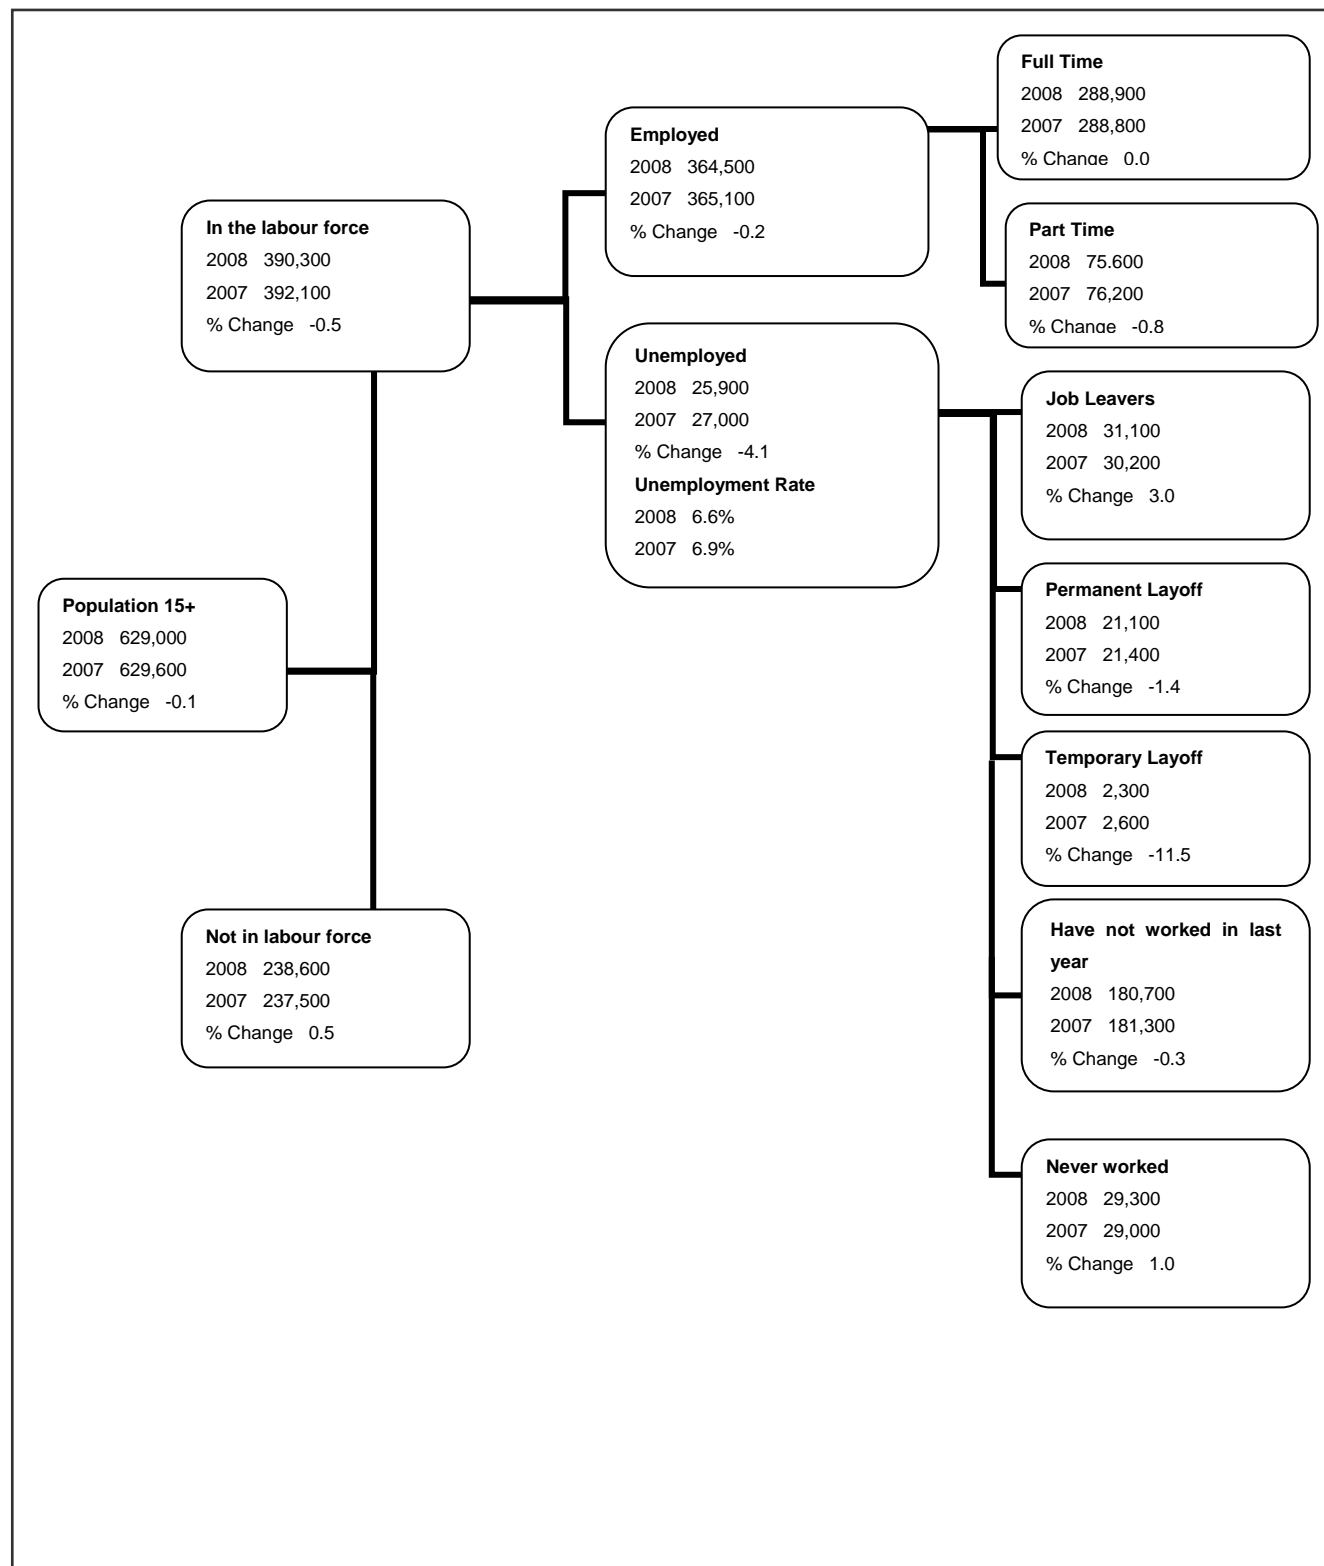 Full Time
2008 288,900
2007 288,800
% Change 0.0
Employed
2008 364,500
2007 365,100
% Change -0.2
In the labour force
2008 390,300
2007 392,100
% Change -0.5
Part Time
2008 75.600
2007 76,200
% Change -0.8
Unemployed
2008 25,900
2007 27,000
% Change -4.1
Unemployment Rate
2008 6.6%
2007 6.9%
Job Leavers
2008 31,100
2007 30,200
% Change 3.0
Population 15+
2008 629,000
2007 629,600
% Change -0.1
Permanent Layoff
2008 21,100
2007 21,400
% Change -1.4
Temporary Layoff
2008 2,300
2007 2,600
% Change -11.5
Not in labour force
2008 238,600
2007 237,500
% Change 0.5
Have not worked in last
year
2008 180,700
2007 181,300
% Change -0.3
Never worked
2008 29,300
2007 29,000
% Change 1.0